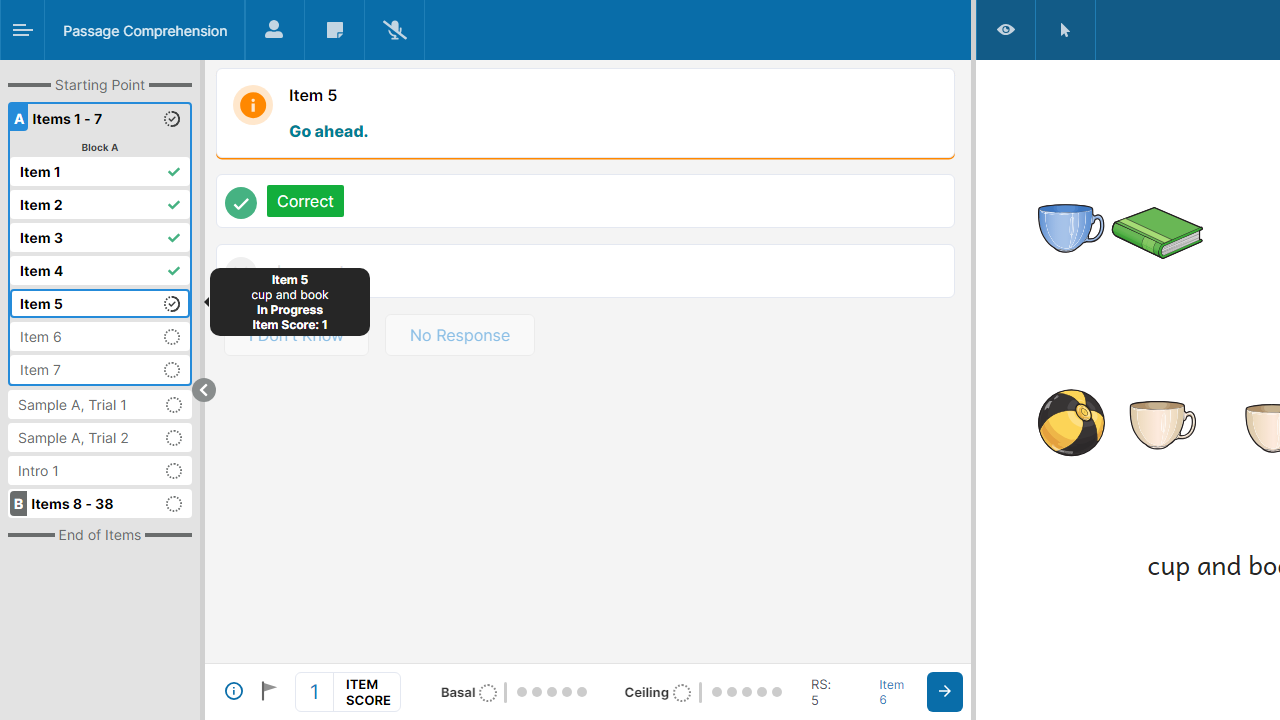 Passage Comprehension
Starting Point
A Items 1 - 7
Block A
Item 1
Item 2
Item 3
Item 4
Item 5
Item 6
Item 7
Sample A, Trial 1
Sample A, Trial 2
Intro 1
B Items 8 - 38
End of Items
Item 5
Go ahead.
Correct
Item 5
cup and book
In Progress
Item Score: 1
I Don't Know
No Response
1 ITEM
SCORE
Basal
Ceiling
RS:
5
Item
6
cup and boo